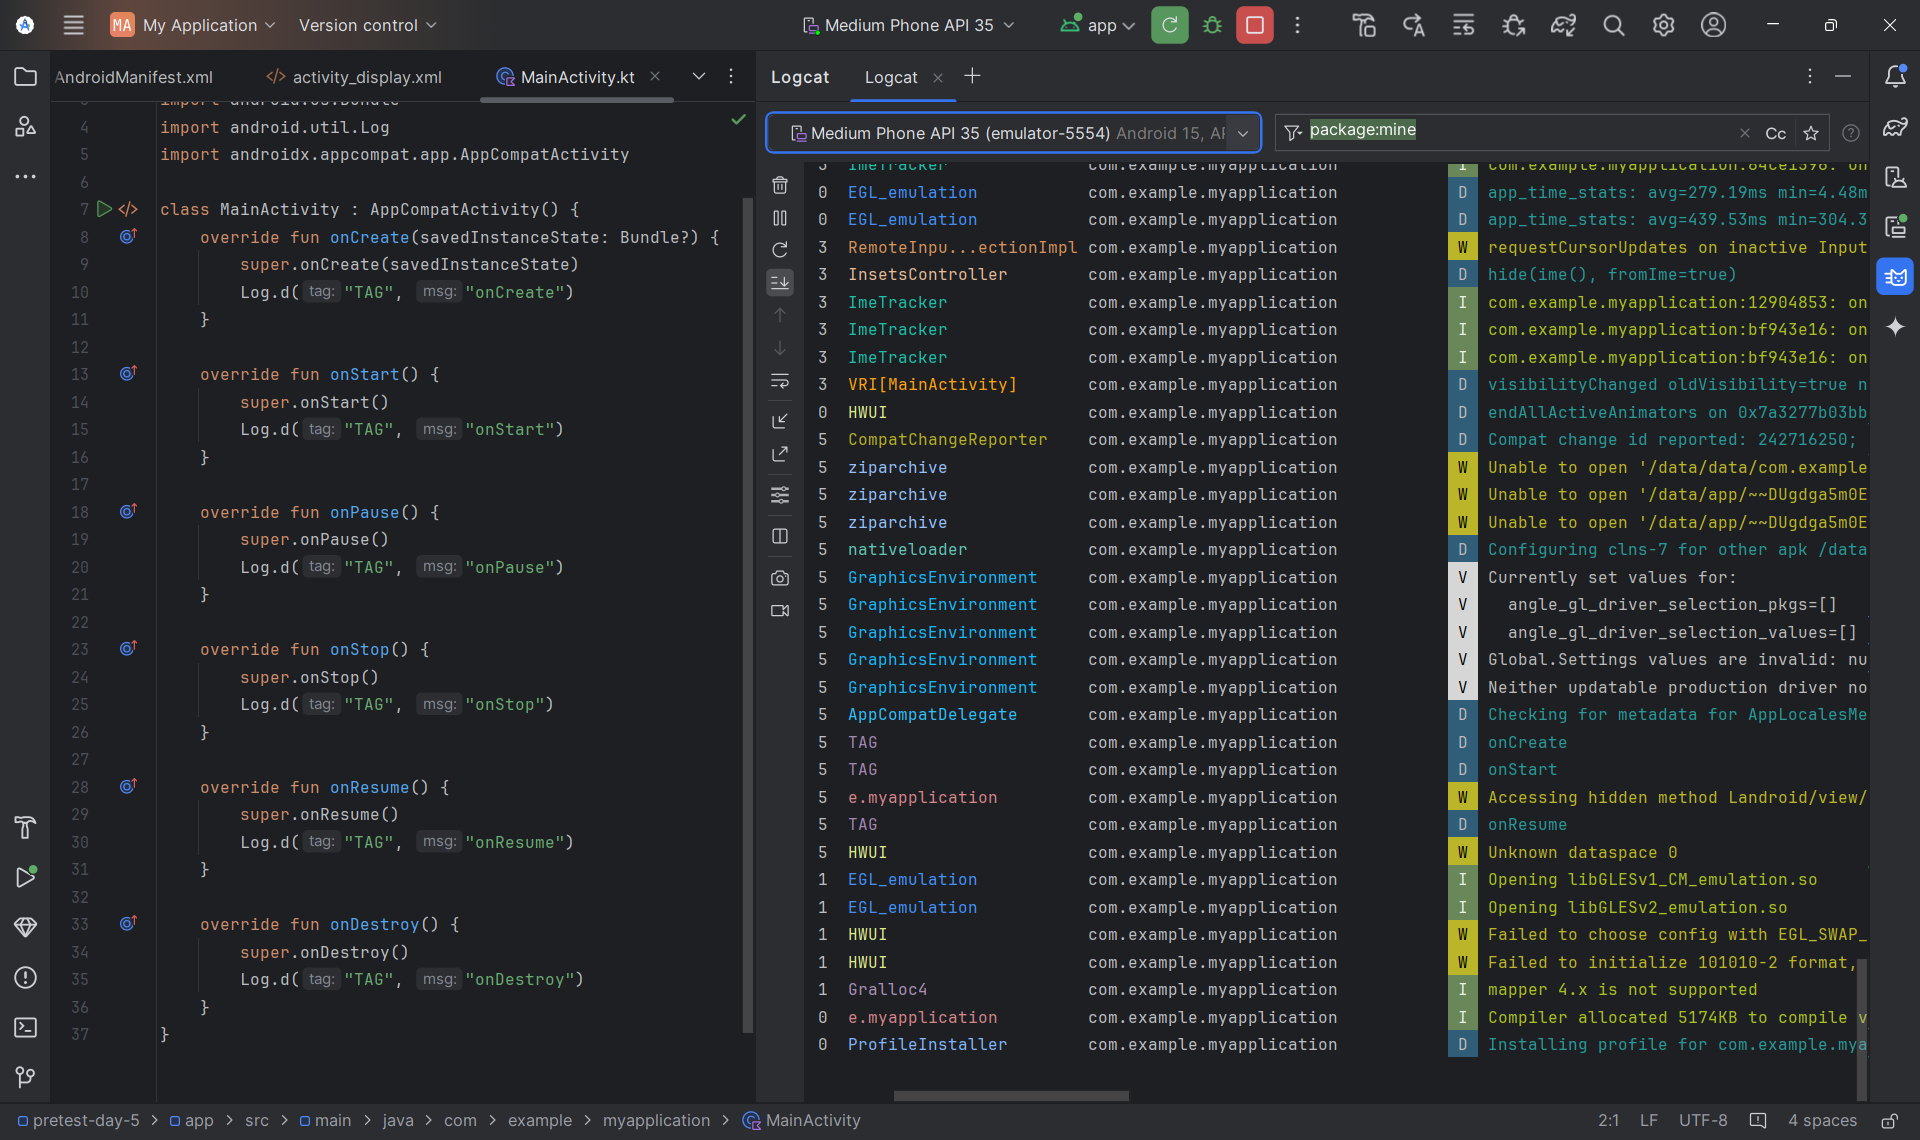 MA My Application
Version control
Medium Phone API 35
app
AndroidManifest.xml
activity_display.xml
MainActivity.kt
Logcat
Logcat
3 import android.os.Bundle
4 import android.util.Log
5 import androidx.appcompat.app.AppCompatActivity
6
7 class MainActivity : AppCompatActivity() {
8 override fun onCreate(savedInstanceState: Bundle?) {
9 super.onCreate(savedInstanceState)
10 Log.d( tag: "TAG", msg: "onCreate")
11 }
12
13 override fun onStart() {
14 super.onStart()
15 Log.d( tag: "TAG", msg: "onStart")
16 }
17
18 override fun onPause() {
19 super.onPause()
20 Log.d( tag: "TAG", msg: "onPause")
21 }
22
23 override fun onStop() {
24 super.onStop()
25 Log.d( tag: "TAG", msg: "onStop")
26 }
27
28 override fun onResume() {
29 super.onResume()
30 Log.d( tag: "TAG", msg: "onResume")
31 }
32
33 override fun onDestroy() {
34 super.onDestroy()
35 Log.d( tag: "TAG", msg: "onDestroy")
36 }
37 }
Medium Phone API 35 (emulator-5554) Android 15, AP
package:mine
Cc
3 ImeTracker com.example.myapplication I com.example.myapplication:84ce1396: on
0 EGL_emulation com.example.myapplication D app_time_stats: avg=279.19ms min=4.48m
0 EGL_emulation com.example.myapplication D app_time_stats: avg=439.53ms min=304.3
3 RemoteInpu...ectionImpl com.example.myapplication W requestCursorUpdates on inactive Input
3 InsetsController com.example.myapplication D hide(ime(), fromIme=true)
3 ImeTracker com.example.myapplication I com.example.myapplication:12904853: on
3 ImeTracker com.example.myapplication I com.example.myapplication:bf943e16: on
3 ImeTracker com.example.myapplication I com.example.myapplication:bf943e16: on
3 VRI[MainActivity] com.example.myapplication D visibilityChanged oldVisibility=true n
0 HWUI com.example.myapplication D endAllActiveAnimators on 0x7a3277b03bb
5 CompatChangeReporter com.example.myapplication D Compat change id reported: 242716250;
5 ziparchive com.example.myapplication W Unable to open '/data/data/com.example
5 ziparchive com.example.myapplication W Unable to open '/data/app/~~DUgdga5m0E
5 ziparchive com.example.myapplication W Unable to open '/data/app/~~DUgdga5m0E
5 nativeloader com.example.myapplication D Configuring clns-7 for other apk /data
5 GraphicsEnvironment com.example.myapplication V Currently set values for:
5 GraphicsEnvironment com.example.myapplication V angle_gl_driver_selection_pkgs=[]
5 GraphicsEnvironment com.example.myapplication V angle_gl_driver_selection_values=[]
5 GraphicsEnvironment com.example.myapplication V Global.Settings values are invalid: nu
5 GraphicsEnvironment com.example.myapplication V Neither updatable production driver no
5 AppCompatDelegate com.example.myapplication D Checking for metadata for AppLocalesMe
5 TAG com.example.myapplication D onCreate
5 TAG com.example.myapplication D onStart
5 e.myapplication com.example.myapplication W Accessing hidden method Landroid/view/
5 TAG com.example.myapplication D onResume
5 HWUI com.example.myapplication W Unknown dataspace 0
1 EGL_emulation com.example.myapplication I Opening libGLESv1_CM_emulation.so
1 EGL_emulation com.example.myapplication I Opening libGLESv2_emulation.so
1 HWUI com.example.myapplication W Failed to choose config with EGL_SWAP_
1 HWUI com.example.myapplication W Failed to initialize 101010-2 format,
1 Gralloc4 com.example.myapplication I mapper 4.x is not supported
0 e.myapplication com.example.myapplication I Compiler allocated 5174KB to compile v
0 ProfileInstaller com.example.myapplication D Installing profile for com.example.mya
pretest-day-5 > app > src > main > java > com > example > myapplication > MainActivity
2:1 LF UTF-8 4 spaces